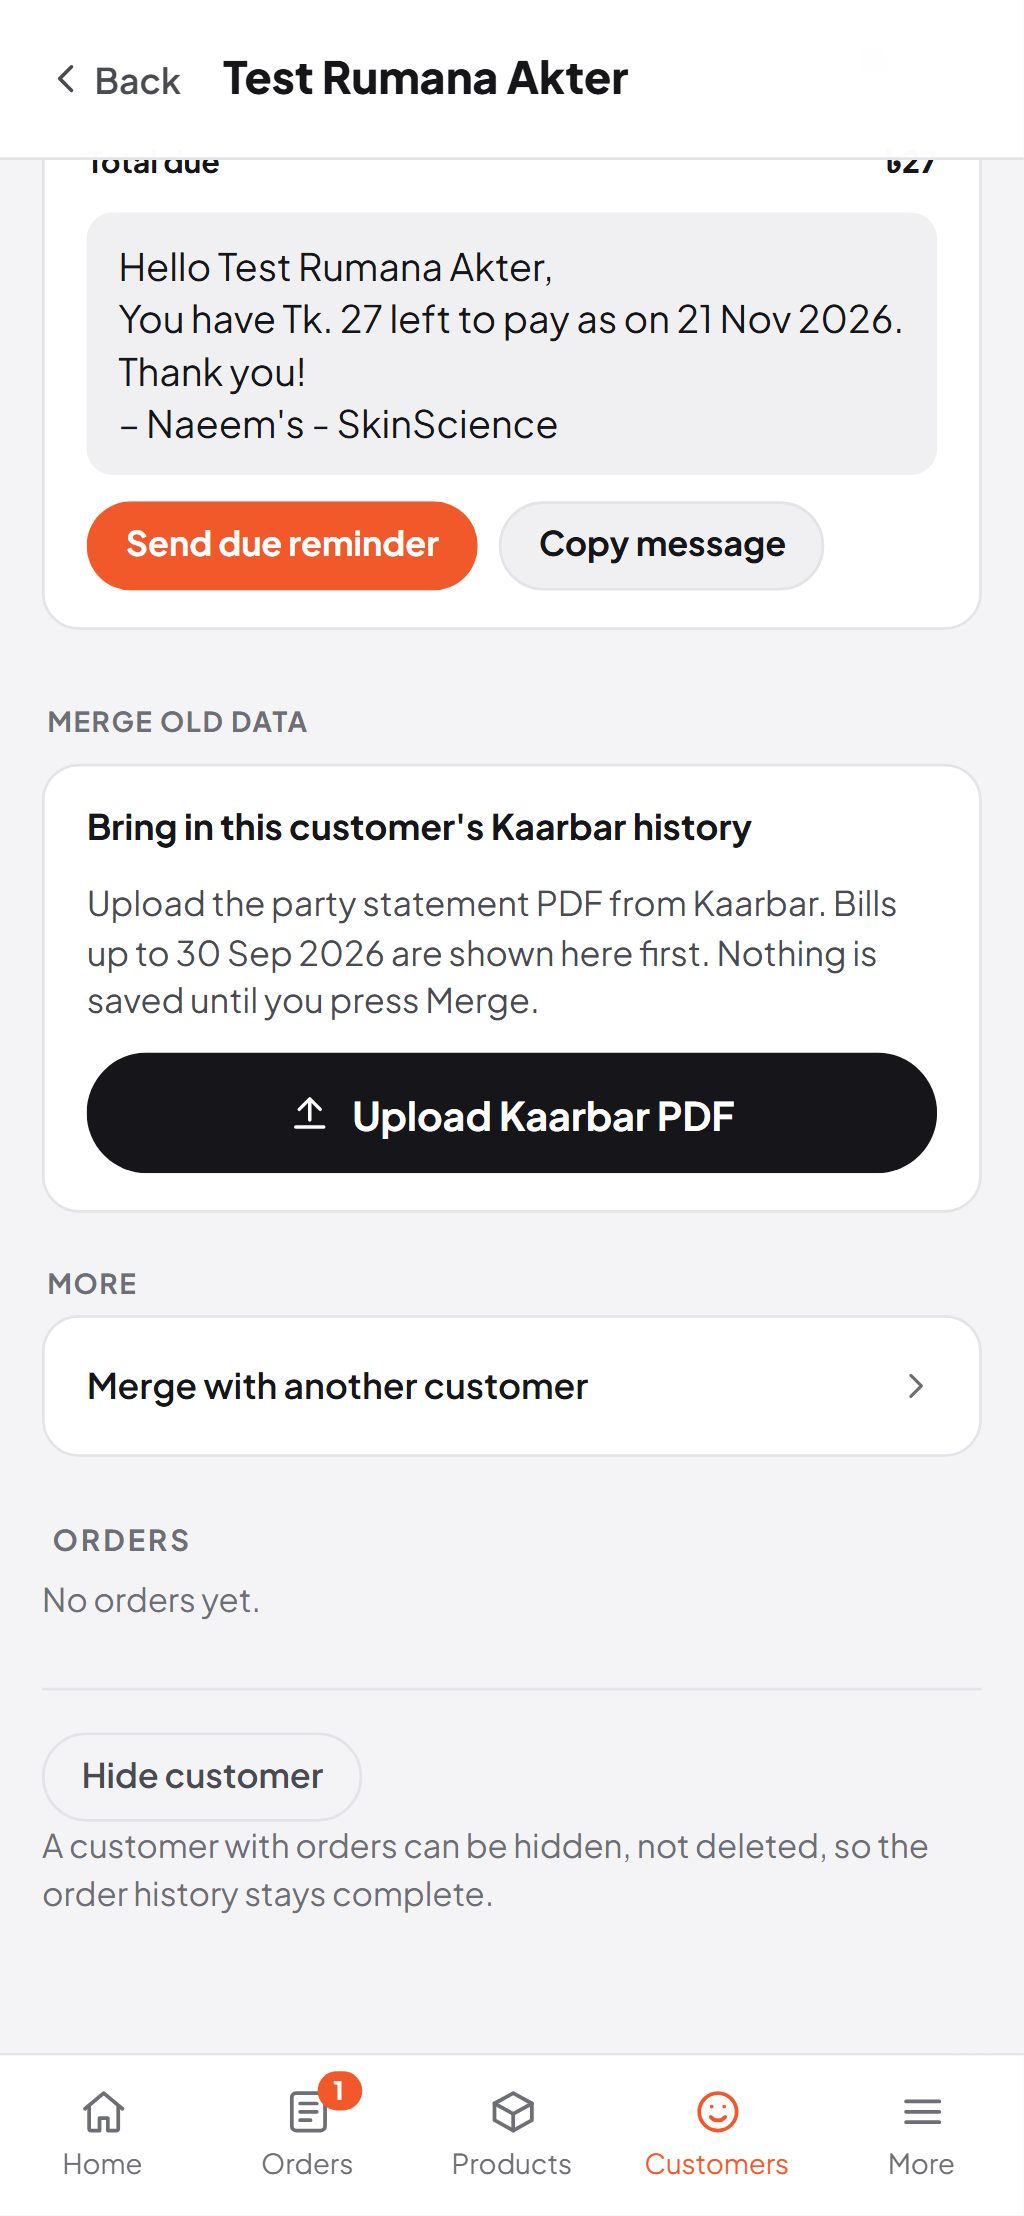 Back
Test Rumana Akter
Total due
৳27
Hello Test Rumana Akter,
You have Tk. 27 left to pay as on 21 Nov 2026.
Thank you!
– Naeem's - SkinScience
Send due reminder
Copy message
MERGE OLD DATA
Bring in this customer's Kaarbar history
Upload the party statement PDF from Kaarbar. Bills
up to 30 Sep 2026 are shown here first. Nothing is
saved until you press Merge.
Upload Kaarbar PDF
MORE
Merge with another customer
ORDERS
No orders yet.
Hide customer
A customer with orders can be hidden, not deleted, so the
order history stays complete.
1
Home
Orders
Products
Customers
More